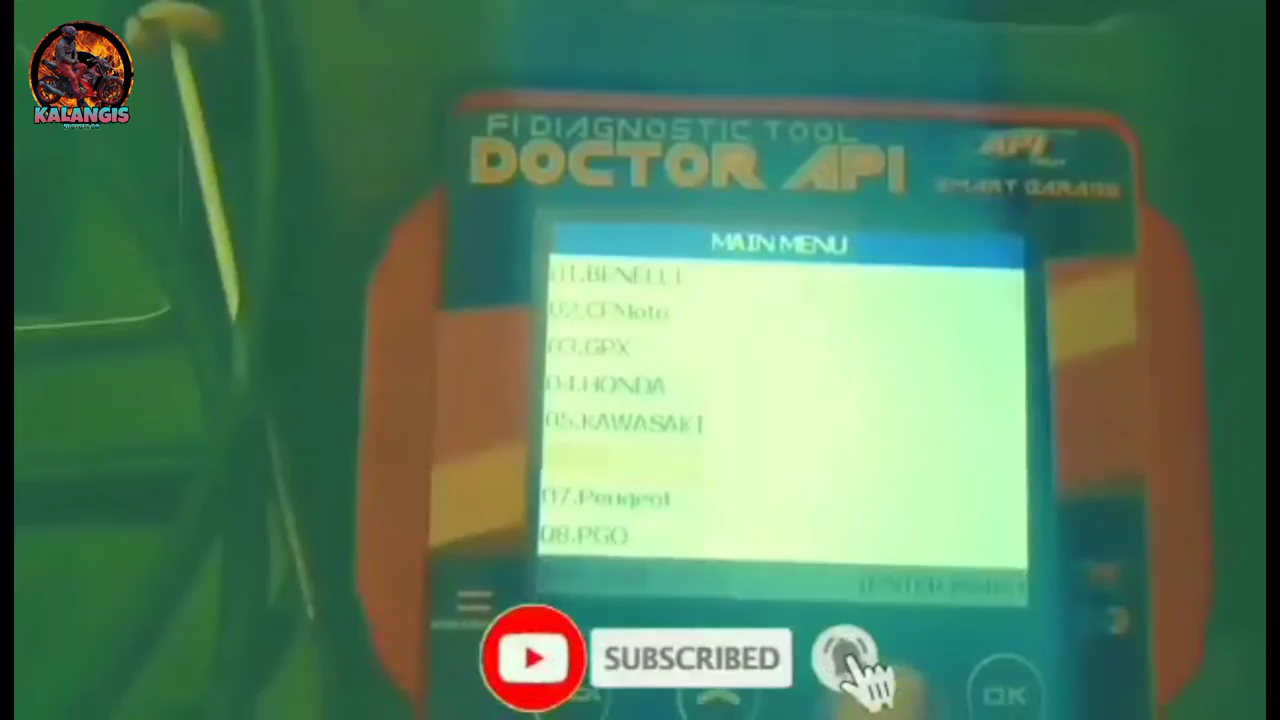 KALANGIS
FI DIAGNOSTIC TOOL
DOCTOR API
API
SMART GARAGE
MAIN MENU
01.BENELLI
02.CFMoto
03.GPX
04.HONDA
05.KAWASAKI
07.Peugeot
08.PGO
SUBSCRIBED
OK